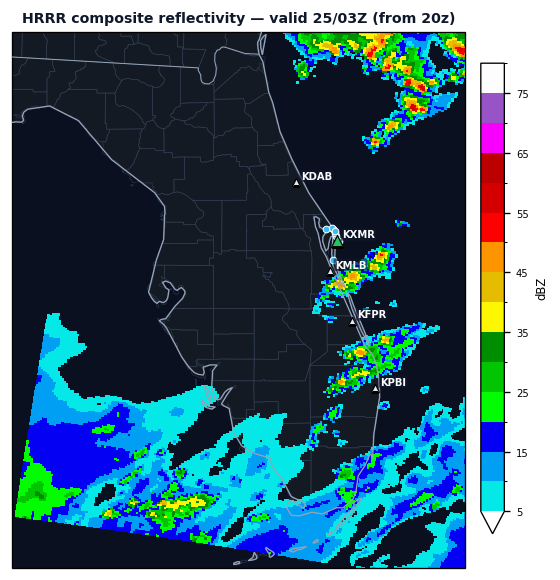 HRRR composite reflectivity — valid 25/03Z (from 20z)
KDAB
KXMR
KMLB
KFPR
KPBI
75
65
55
45
35
25
15
5
dBZ